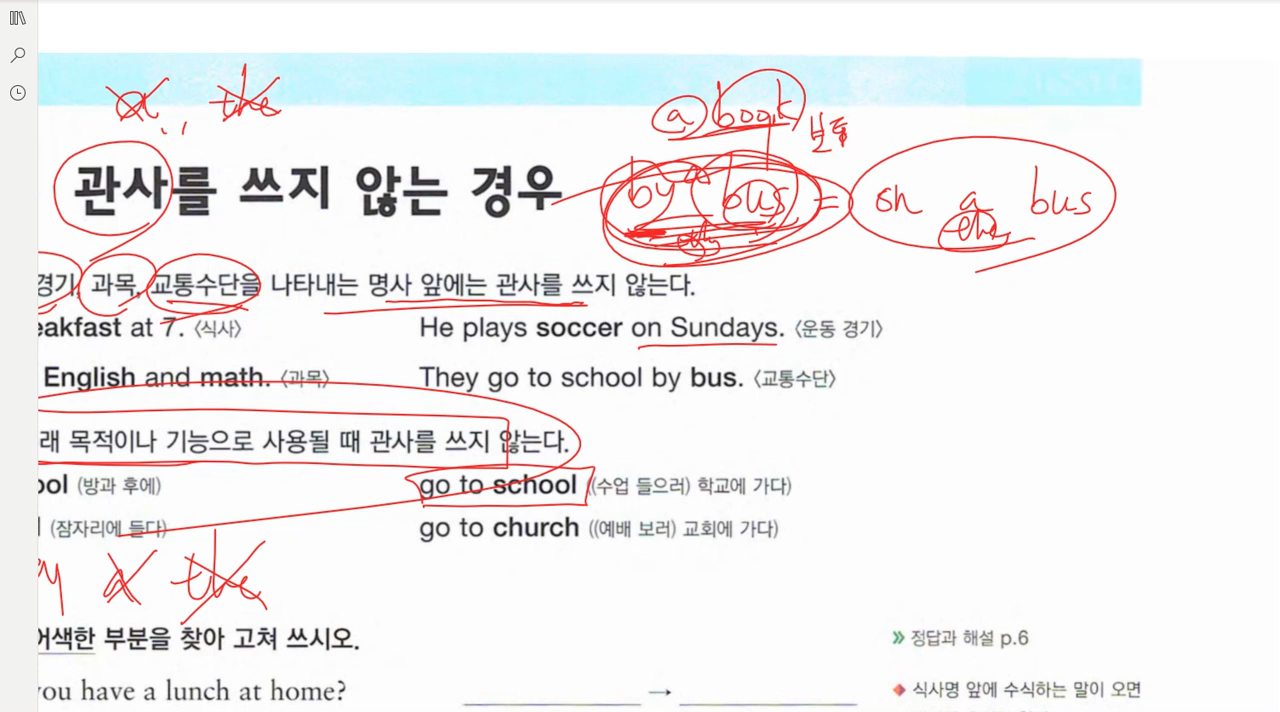 a the
a book
보통
관사를 쓰지 않는 경우
by bus = on a bus
the
경기, 과목, 교통수단을 나타내는 명사 앞에는 관사를 쓰지 않는다.
eakfast at 7. 〈식사〉 He plays soccer on Sundays. 〈운동 경기〉
English and math. 〈과목〉 They go to school by bus. 〈교통수단〉
래 목적이나 기능으로 사용될 때 관사를 쓰지 않는다.
ool (방과 후에) go to school ((수업 들으러) 학교에 가다)
(잠자리에 들다) go to church ((예배 보러) 교회에 가다)
a the
어색한 부분을 찾아 고쳐 쓰시오.
정답과 해설 p.6
you have a lunch at home? →
식사명 앞에 수식하는 말이 오면